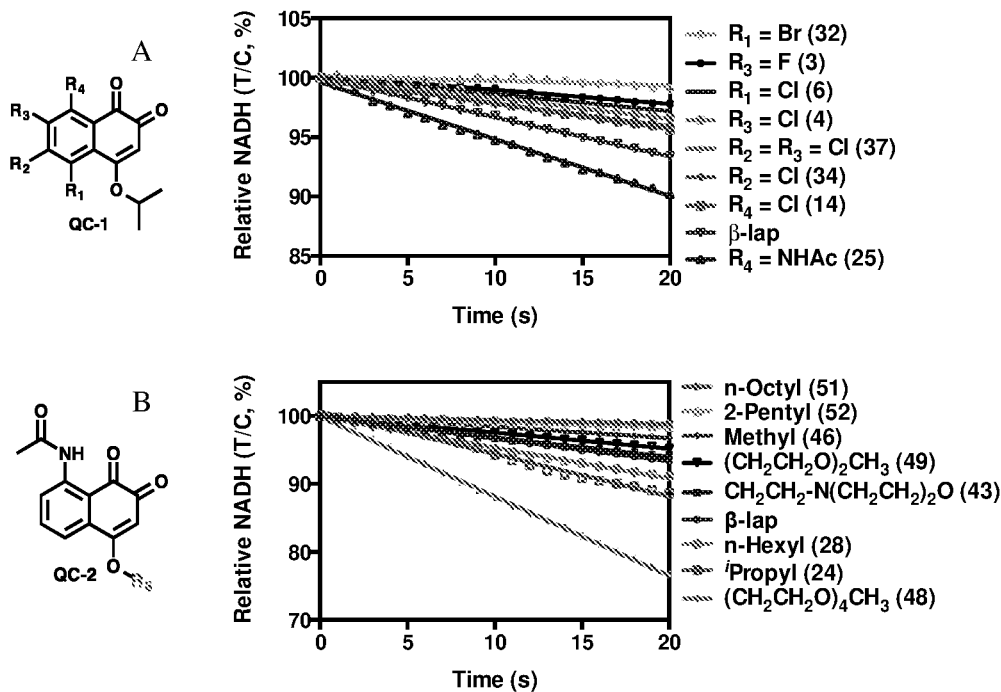 A
R4
O
O
R3
R2
R1
O
QC-1
Relative NADH (T/C, %)
105
100
95
90
85
0
5
10
15
20
Time (s)
R1 = Br (32)
R3 = F (3)
R1 = Cl (6)
R3 = Cl (4)
R2 = R3 = Cl (37)
R2 = Cl (34)
R4 = Cl (14)
β-lap
R4 = NHAc (25)
B
O
NH
O
O
O
QC-2
Relative NADH (T/C, %)
100
90
80
70
0
5
10
15
20
Time (s)
n-Octyl (51)
2-Pentyl (52)
Methyl (46)
(CH2CH2O)2CH3 (49)
CH2CH2-N(CH2CH2)2O (43)
β-lap
n-Hexyl (28)
iPropyl (24)
(CH2CH2O)4CH3 (48)